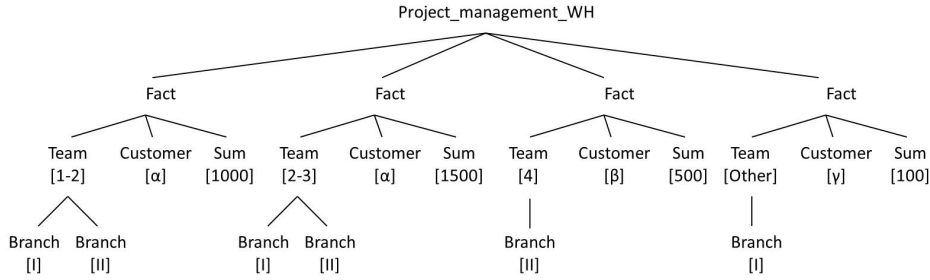 Project_management_WH
Fact Fact Fact Fact
Team Customer Sum Team Customer Sum Team Customer Sum Team Customer Sum
[1-2] [α] [1000] [2-3] [α] [1500] [4] [β] [500] [Other] [γ] [100]
Branch Branch Branch Branch Branch Branch
[I] [II] [I] [II] [II] [I]